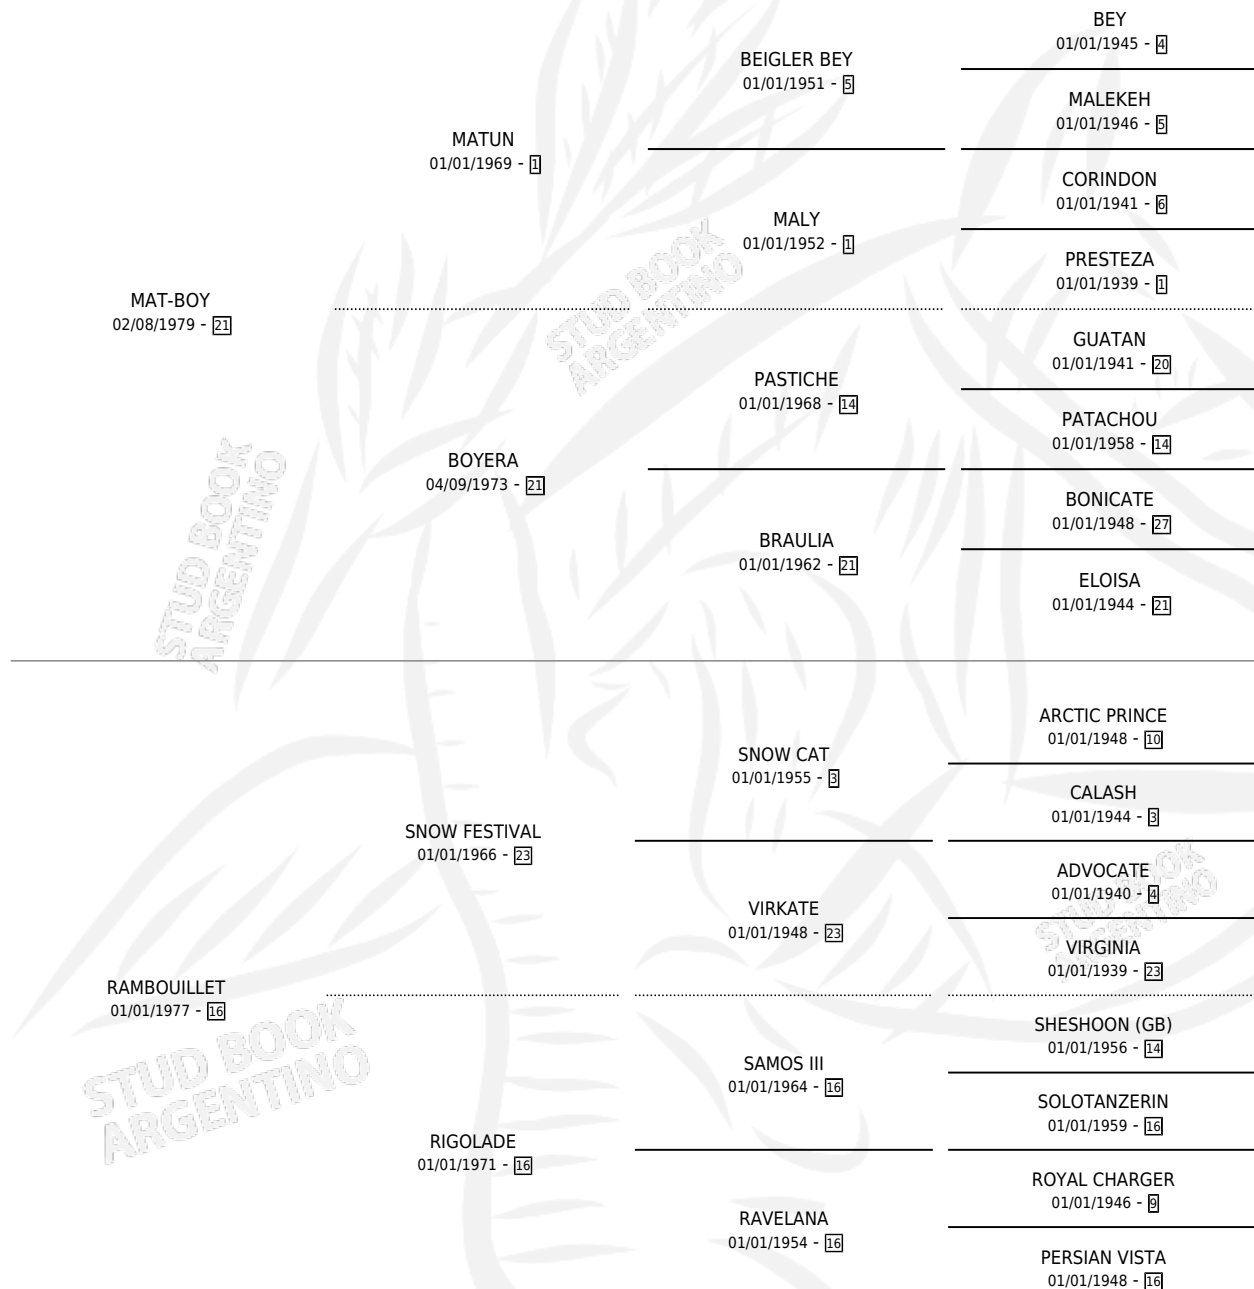 BEY
01/01/1945 - 4
BEIGLER BEY
01/01/1951 - 5
MALEKEH
01/01/1946 - 5
MATUN
01/01/1969 - 1
CORINDON
01/01/1941 - 6
MALY
01/01/1952 - 1
PRESTEZA
01/01/1939 - 1
MAT-BOY
02/08/1979 - 21
GUATAN
01/01/1941 - 20
PASTICHE
01/01/1968 - 14
PATACHOU
01/01/1958 - 14
BOYERA
04/09/1973 - 21
BONICATE
01/01/1948 - 27
BRAULIA
01/01/1962 - 21
ELOISA
01/01/1944 - 21
ARCTIC PRINCE
01/01/1948 - 10
SNOW CAT
01/01/1955 - 3
CALASH
01/01/1944 - 3
SNOW FESTIVAL
01/01/1966 - 23
ADVOCATE
01/01/1940 - 4
VIRKATE
01/01/1948 - 23
VIRGINIA
01/01/1939 - 23
RAMBOUILLET
01/01/1977 - 16
SHESHOON (GB)
01/01/1956 - 14
SAMOS III
01/01/1964 - 16
SOLOTANZERIN
01/01/1959 - 16
RIGOLADE
01/01/1971 - 16
ROYAL CHARGER
01/01/1946 - 9
RAVELANA
01/01/1954 - 16
PERSIAN VISTA
01/01/1948 - 16
STUD BOOK
ARGENTINO
STUD BOOK
ARGENTINO
STUD BOOK
ARGENTINO
STUD BOOK
ARGENTINO